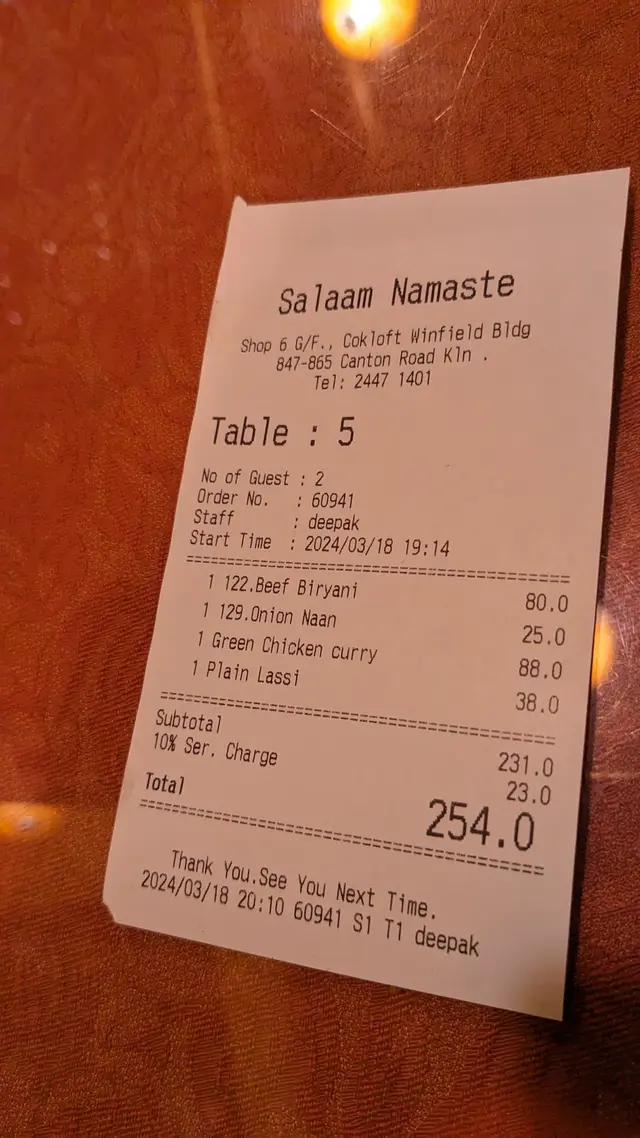 Salaam Namaste
Shop 6 G/F., Cokloft Winfield Bldg
847-865 Canton Road Kln .
Tel: 2447 1401
Table : 5
No of Guest : 2
Order No. : 60941
Staff : deepak
Start Time : 2024/03/18 19:14
1 122.Beef Biryani 80.0
1 129.Onion Naan 25.0
1 Green Chicken curry 88.0
1 Plain Lassi 38.0
Subtotal 231.0
10% Ser. Charge 23.0
Total 254.0
Thank You.See You Next Time.
2024/03/18 20:10 60941 S1 T1 deepak